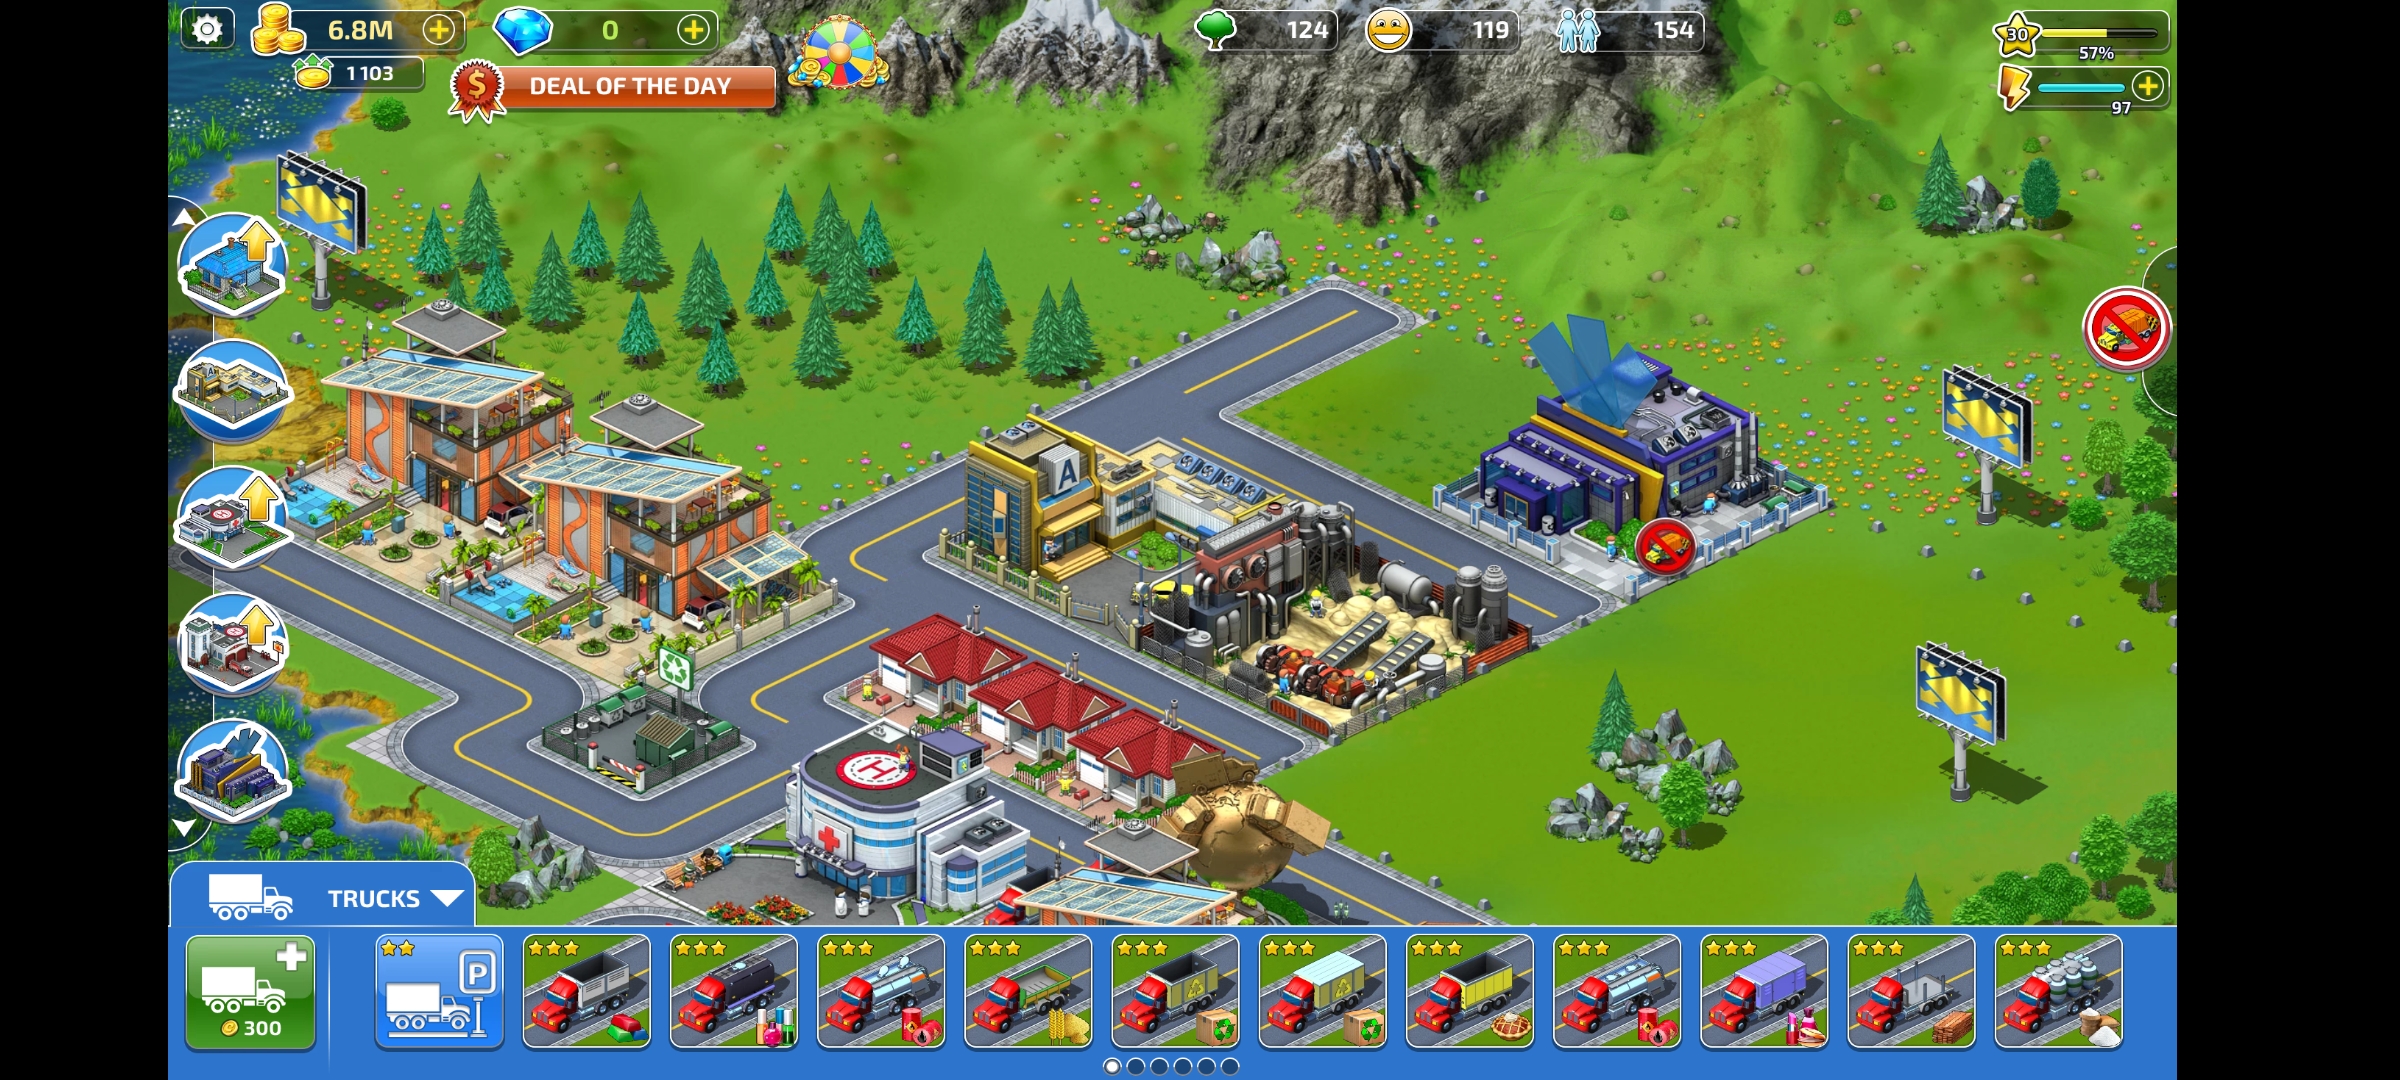 6.8M
0
124
119
154
30
57%
1 103
DEAL OF THE DAY
97
A
H
TRUCKS
300
P